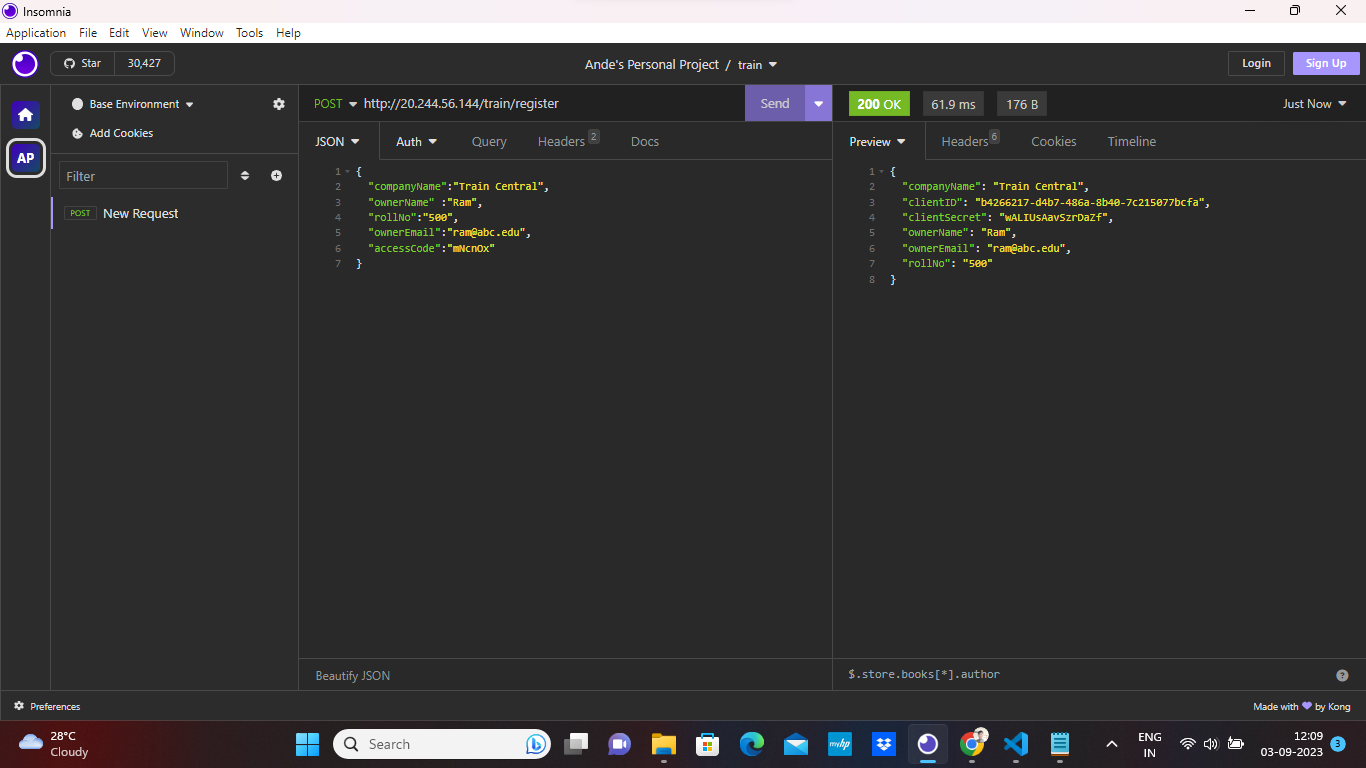 Insomnia
Application File Edit View Window Tools Help
Star 30,427
Ande's Personal Project / train
Login Sign Up
Base Environment
Add Cookies
AP
Filter
POST New Request
POST http://20.244.56.144/train/register Send
JSON Auth Query Headers 2 Docs
1 {
2 "companyName":"Train Central",
3 "ownerName" :"Ram",
4 "rollNo":"500",
5 "ownerEmail":"ram@abc.edu",
6 "accessCode":"mNcnOx"
7 }
Beautify JSON
200 OK 61.9 ms 176 B Just Now
Preview Headers 6 Cookies Timeline
1 {
2 "companyName": "Train Central",
3 "clientID": "b4266217-d4b7-486a-8b40-7c215077bcfa",
4 "clientSecret": "wALIUsAavSzrDaZf",
5 "ownerName": "Ram",
6 "ownerEmail": "ram@abc.edu",
7 "rollNo": "500"
8 }
$.store.books[*].author ?
Preferences
Made with by Kong
28°C
Cloudy
Search
myhp
ENG
IN
12:09
03-09-2023
3